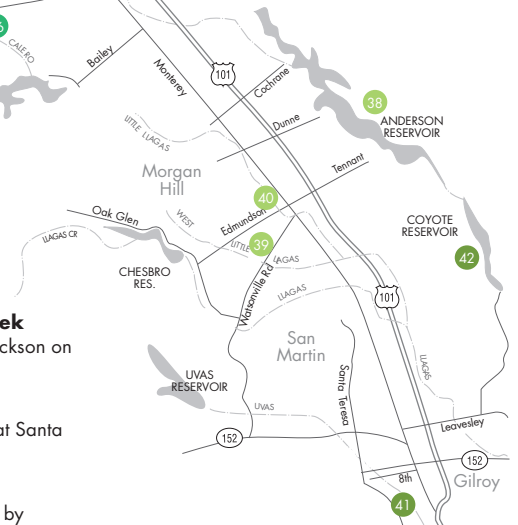 6
CALERO
Bailey
Monterey
101
Cochrane
38
ANDERSON
RESERVOIR
LITTLE LLAGAS
Dunne
Tennant
Morgan
Hill
40
WEST
Edmundson
Oak Glen
39
LITTLE
LLAGAS
COYOTE
RESERVOIR
42
LLAGAS CR
CHESBRO
RES.
Watsonville Rd
LLAGAS
101
ek
ckson on
San
Martin
LLAGAS
UVAS
RESERVOIR
Santa Teresa
UVAS
at Santa
152
Leavesley
152
8th
Gilroy
41
by